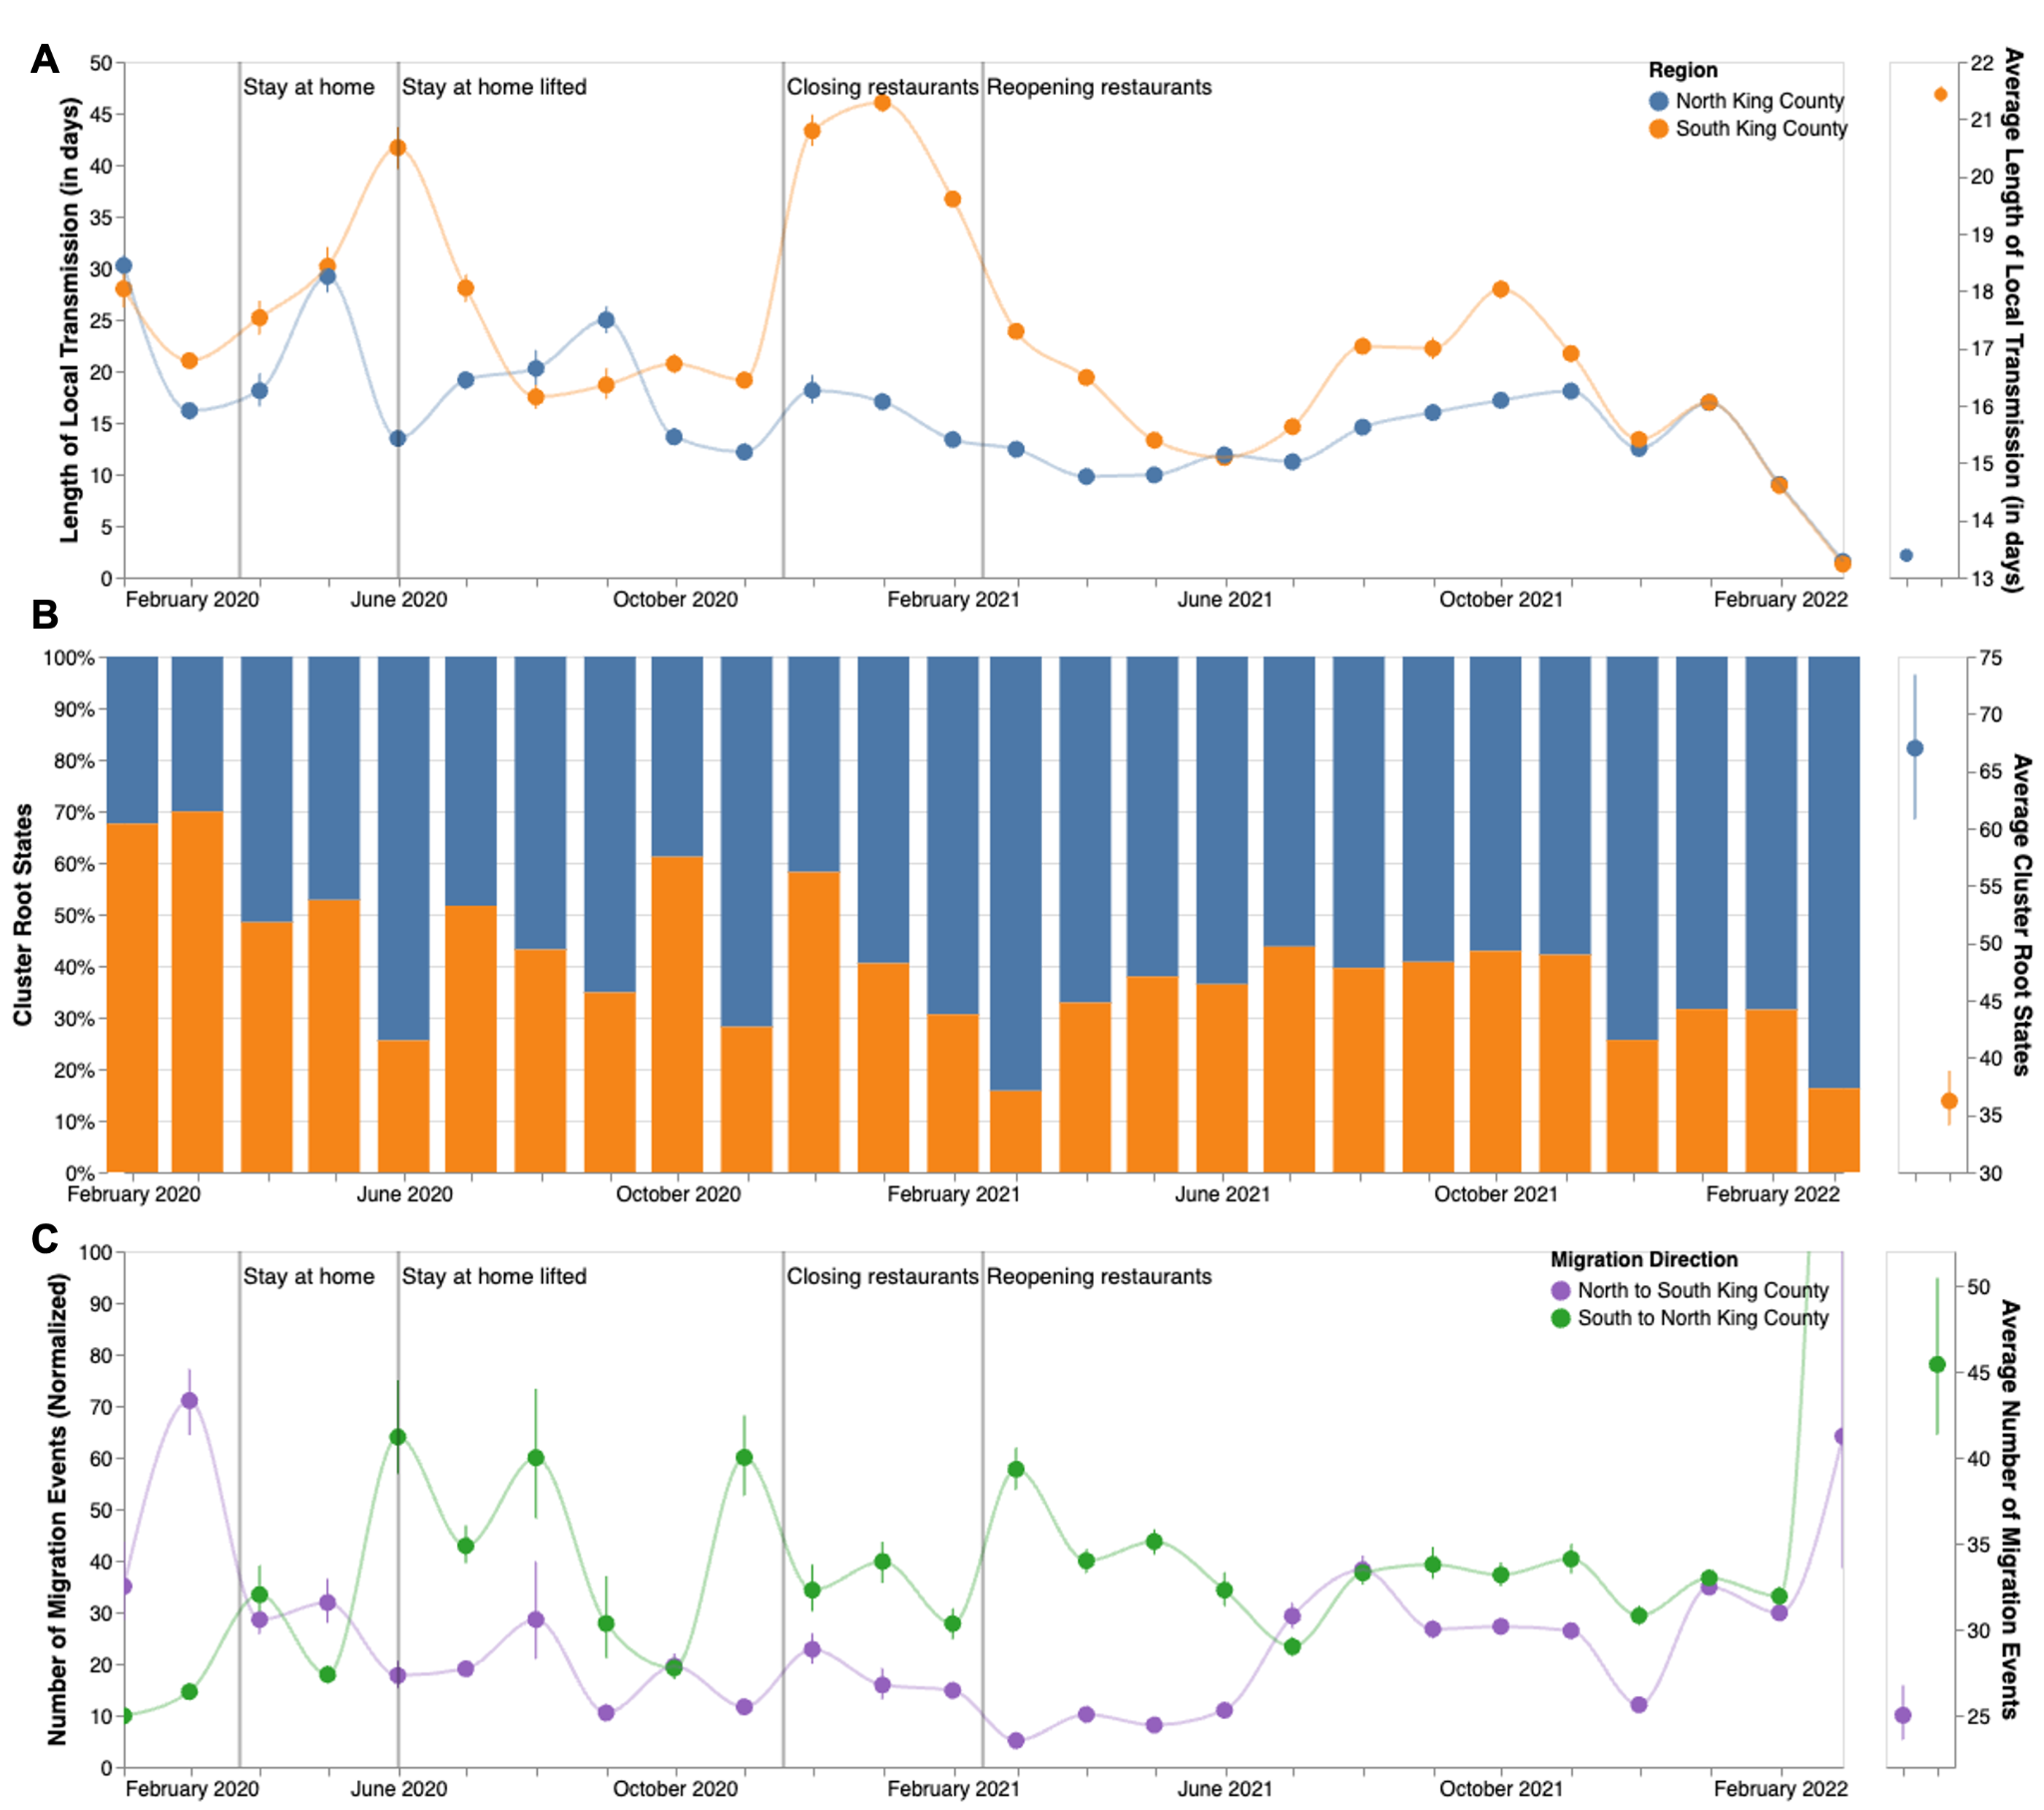 A
Length of Local Transmission (in days)
50
45
40
35
30
25
20
15
10
5
0
Stay at home
Stay at home lifted
Closing restaurants
Reopening restaurants
Region
North King County
South King County
February 2020
June 2020
October 2020
February 2021
June 2021
October 2021
February 2022
22
21
20
19
18
17
16
15
14
13
Average Length of Local Transmission (in days)
B
Cluster Root States
100%
90%
80%
70%
60%
50%
40%
30%
20%
10%
0%
February 2020
June 2020
October 2020
February 2021
June 2021
October 2021
February 2022
75
70
65
60
55
50
45
40
35
30
Average Cluster Root States
C
Number of Migration Events (Normalized)
100
90
80
70
60
50
40
30
20
10
0
Stay at home
Stay at home lifted
Closing restaurants
Reopening restaurants
Migration Direction
North to South King County
South to North King County
February 2020
June 2020
October 2020
February 2021
June 2021
October 2021
February 2022
50
45
40
35
30
25
Average Number of Migration Events